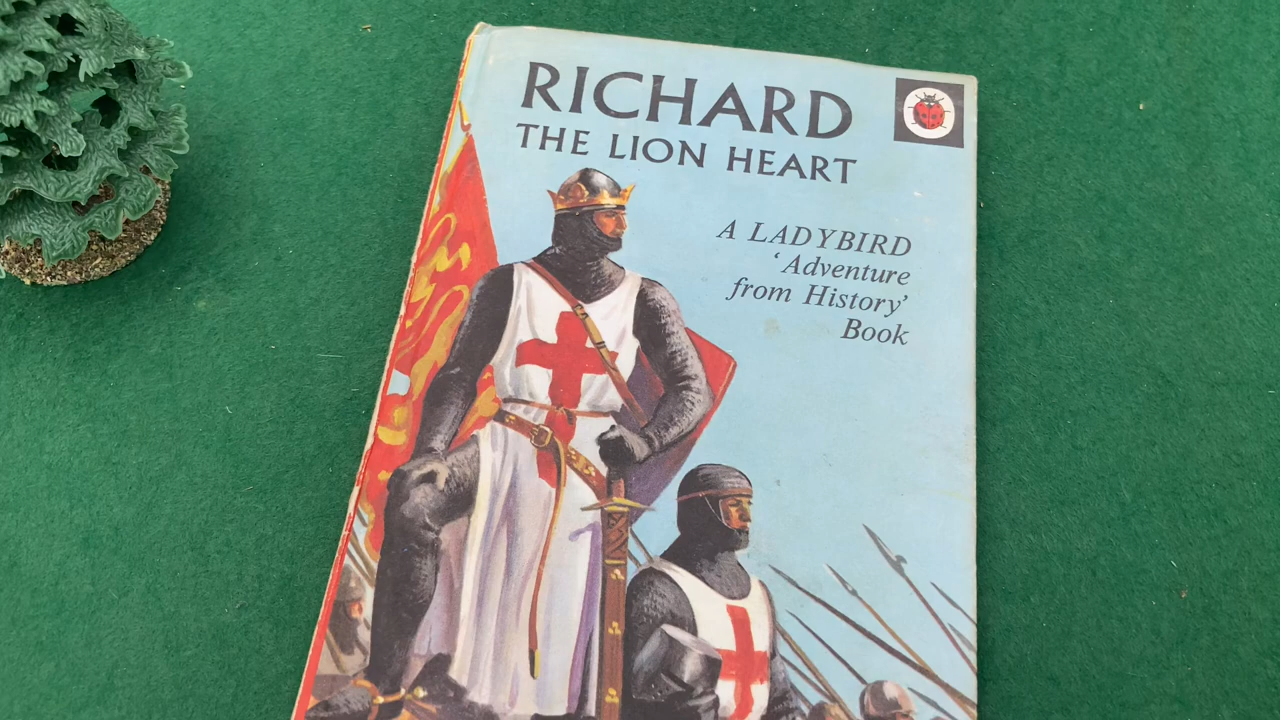 RICHARD
THE LION HEART
A LADYBIRD
‘Adventure
from History’
Book